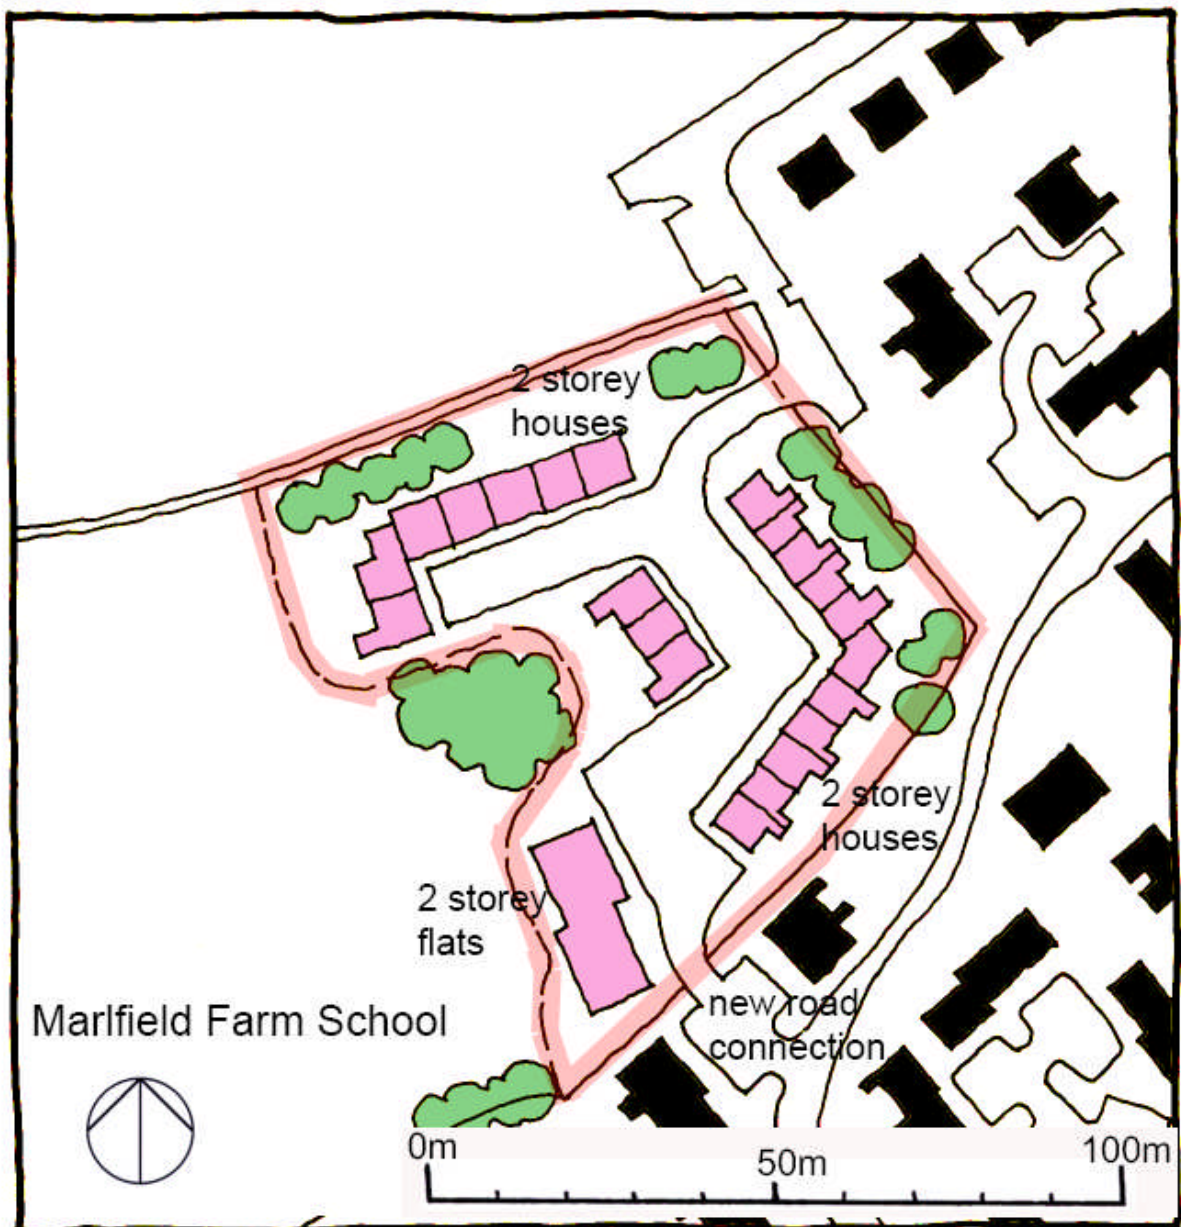 2 storey
houses
2 storey
houses
2 storey
flats
Marlfield Farm School
new road
connection
0m
50m
100m